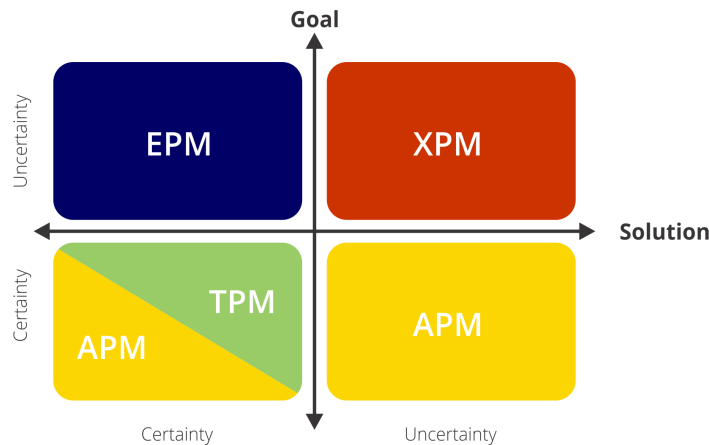 Goal
Uncertainty
EPM
XPM
Solution
Certainty
TPM
APM
APM
Certainty
Uncertainty